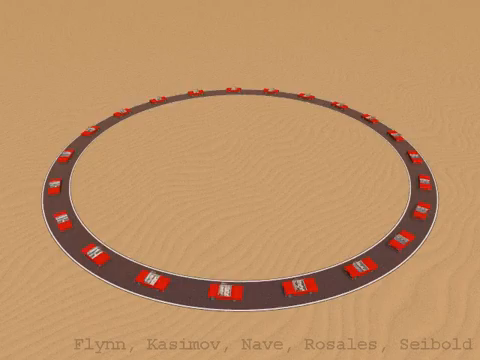 Flynn, Kasimov, Nave, Rosales, Seibold